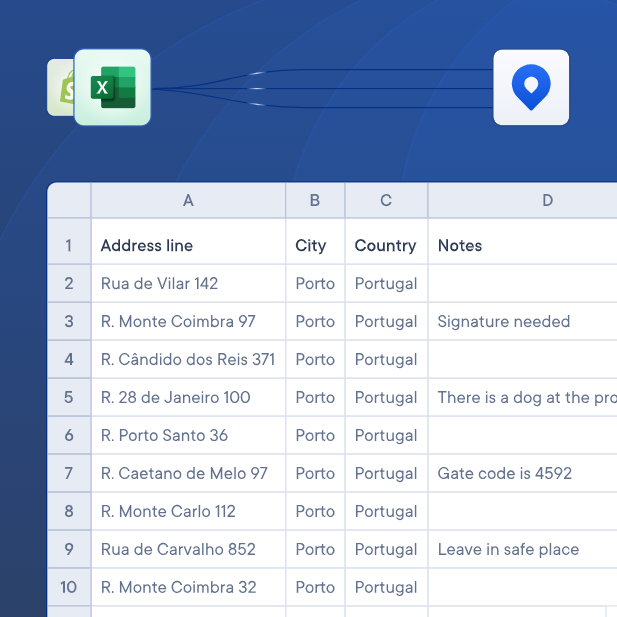 S
X
A B C D
1 Address line City Country Notes
2 Rua de Vilar 142 Porto Portugal
3 R. Monte Coimbra 97 Porto Portugal Signature needed
4 R. Cândido dos Reis 371 Porto Portugal
5 R. 28 de Janeiro 100 Porto Portugal There is a dog at the pro
6 R. Porto Santo 36 Porto Portugal
7 R. Caetano de Melo 97 Porto Portugal Gate code is 4592
8 R. Monte Carlo 112 Porto Portugal
9 Rua de Carvalho 852 Porto Portugal Leave in safe place
10 R. Monte Coimbra 32 Porto Portugal